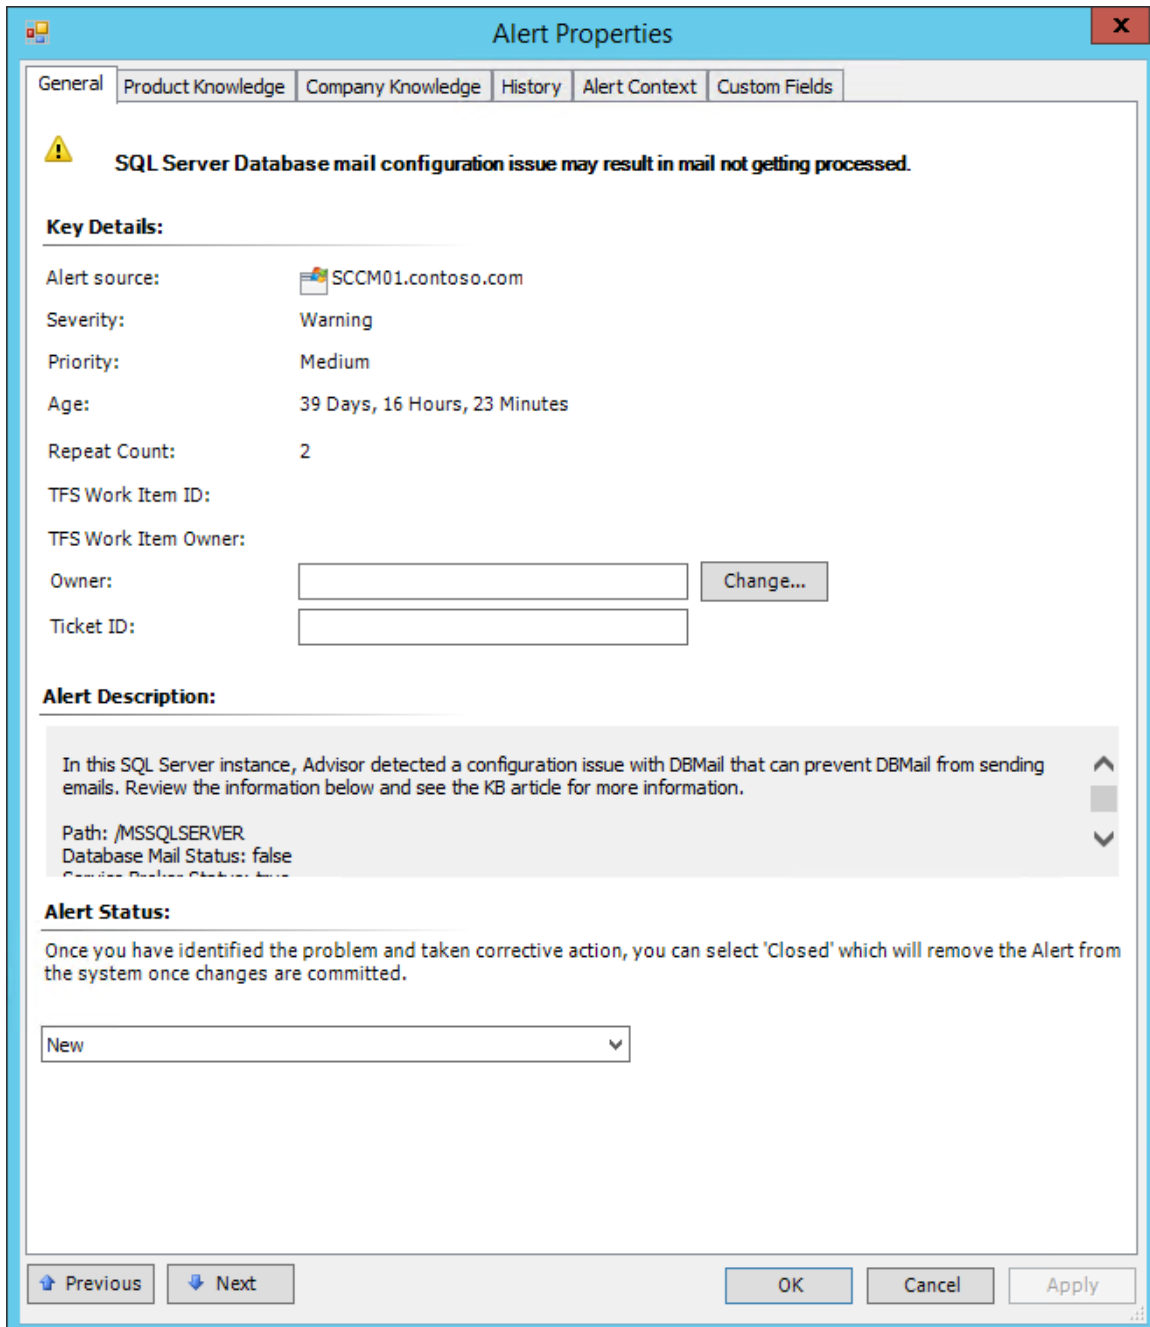 Alert Properties
X
General
Product Knowledge
Company Knowledge
History
Alert Context
Custom Fields
SQL Server Database mail configuration issue may result in mail not getting processed.
Key Details:
Alert source: SCCM01.contoso.com
Severity: Warning
Priority: Medium
Age: 39 Days, 16 Hours, 23 Minutes
Repeat Count: 2
TFS Work Item ID:
TFS Work Item Owner:
Owner: Change...
Ticket ID:
Alert Description:
In this SQL Server instance, Advisor detected a configuration issue with DBMail that can prevent DBMail from sending
emails. Review the information below and see the KB article for more information.
Path: /MSSQLSERVER
Database Mail Status: false
Service Broker Status: true
Alert Status:
Once you have identified the problem and taken corrective action, you can select 'Closed' which will remove the Alert from
the system once changes are committed.
New
Previous
Next
OK
Cancel
Apply